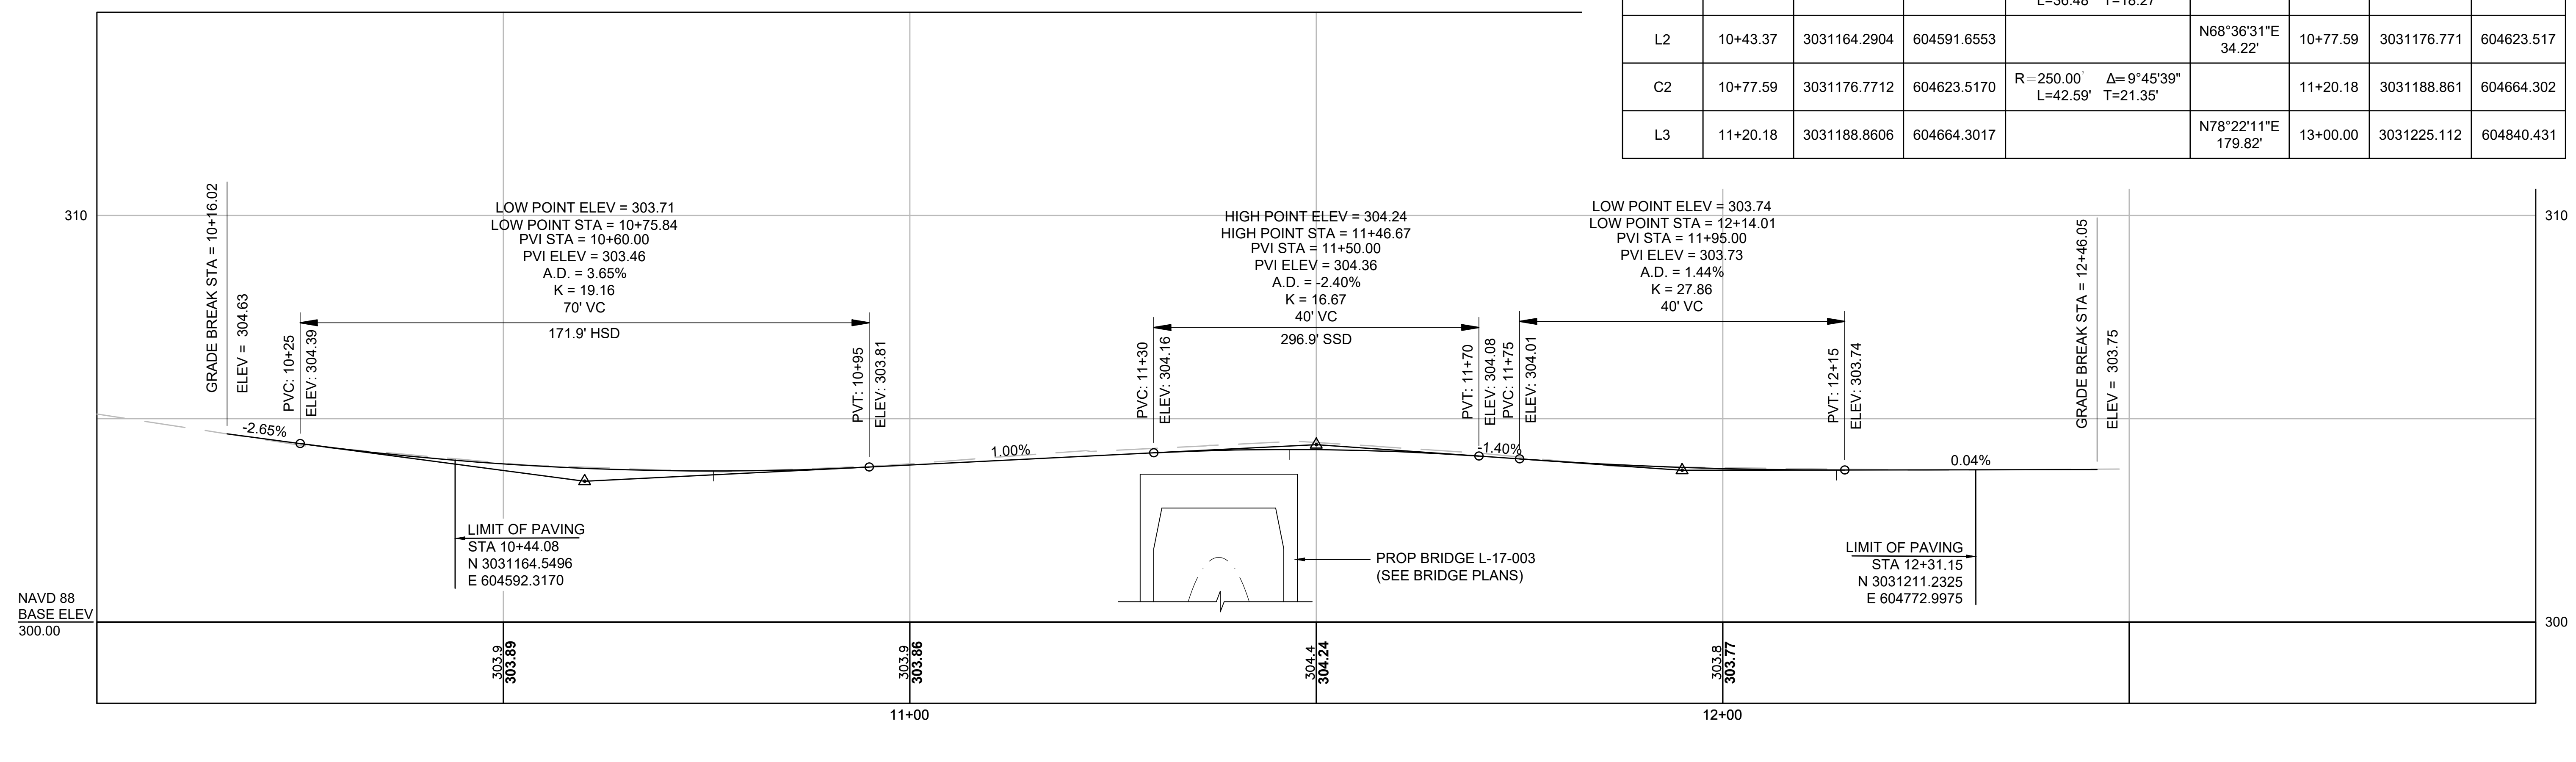 L=36.48' T=18.27'
L2 10+43.37 3031164.2904 604591.6553 N68°36'31"E 34.22' 10+77.59 3031176.771 604623.517
C2 10+77.59 3031176.7712 604623.5170 R=250.00' Δ=9°45'39" L=42.59' T=21.35' 11+20.18 3031188.861 604664.302
L3 11+20.18 3031188.8606 604664.3017 N78°22'11"E 179.82' 13+00.00 3031225.112 604840.431
310
310
GRADE BREAK STA = 10+16.02
ELEV = 304.63
PVC: 10+25
ELEV: 304.39
LOW POINT ELEV = 303.71
LOW POINT STA = 10+75.84
PVI STA = 10+60.00
PVI ELEV = 303.46
A.D. = 3.65%
K = 19.16
70' VC
171.9' HSD
PVT: 10+95
ELEV: 303.81
PVC: 11+30
ELEV: 304.16
HIGH POINT ELEV = 304.24
HIGH POINT STA = 11+46.67
PVI STA = 11+50.00
PVI ELEV = 304.36
A.D. = -2.40%
K = 16.67
40' VC
296.9' SSD
PVT: 11+70
ELEV: 304.08
PVC: 11+75
ELEV: 304.01
LOW POINT ELEV = 303.74
LOW POINT STA = 12+14.01
PVI STA = 11+95.00
PVI ELEV = 303.73
A.D. = 1.44%
K = 27.86
40' VC
PVT: 12+15
ELEV: 303.74
GRADE BREAK STA = 12+46.05
ELEV = 303.75
-2.65%
1.00%
-1.40%
0.04%
LIMIT OF PAVING
STA 10+44.08
N 3031164.5496
E 604592.3170
PROP BRIDGE L-17-003
(SEE BRIDGE PLANS)
LIMIT OF PAVING
STA 12+31.15
N 3031211.2325
E 604772.9975
NAVD 88
BASE ELEV
300.00
300
303.9
303.89
303.9
303.86
304.4
304.24
303.8
303.77
11+00
12+00